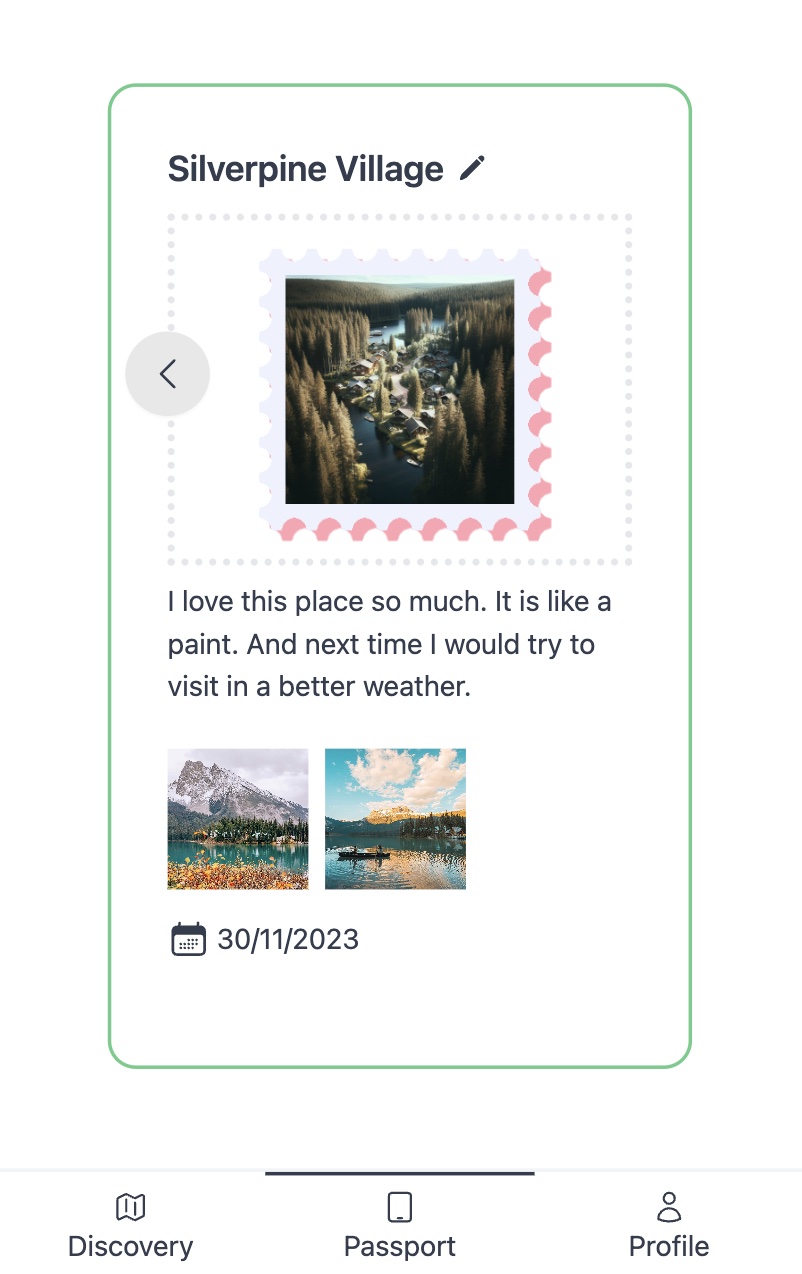 Silverpine Village
I love this place so much. It is like a
paint. And next time I would try to
visit in a better weather.
30/11/2023
Discovery
Passport
Profile